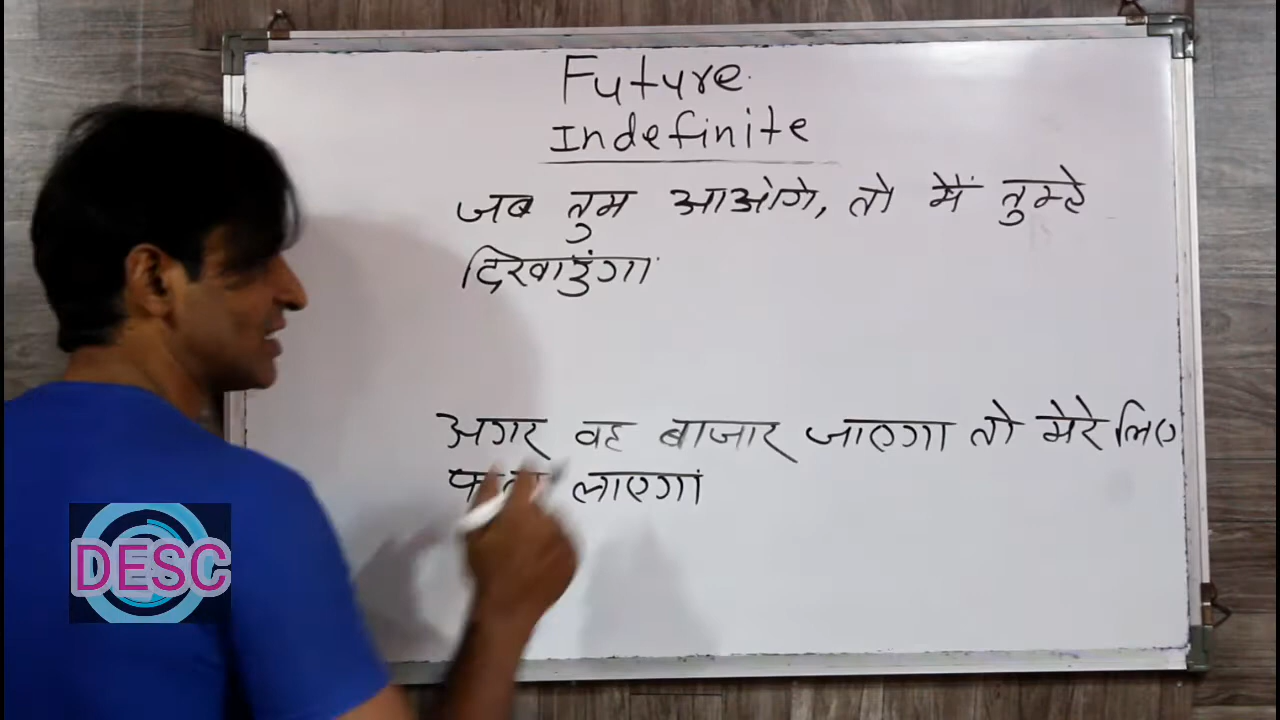 Future
Indefinite
जब तुम आओगे, तो मैं तुम्हे
दिखाउंगा
अगर वह बाजार जाएगा तो मेरे लिए
लाएगा
DESC